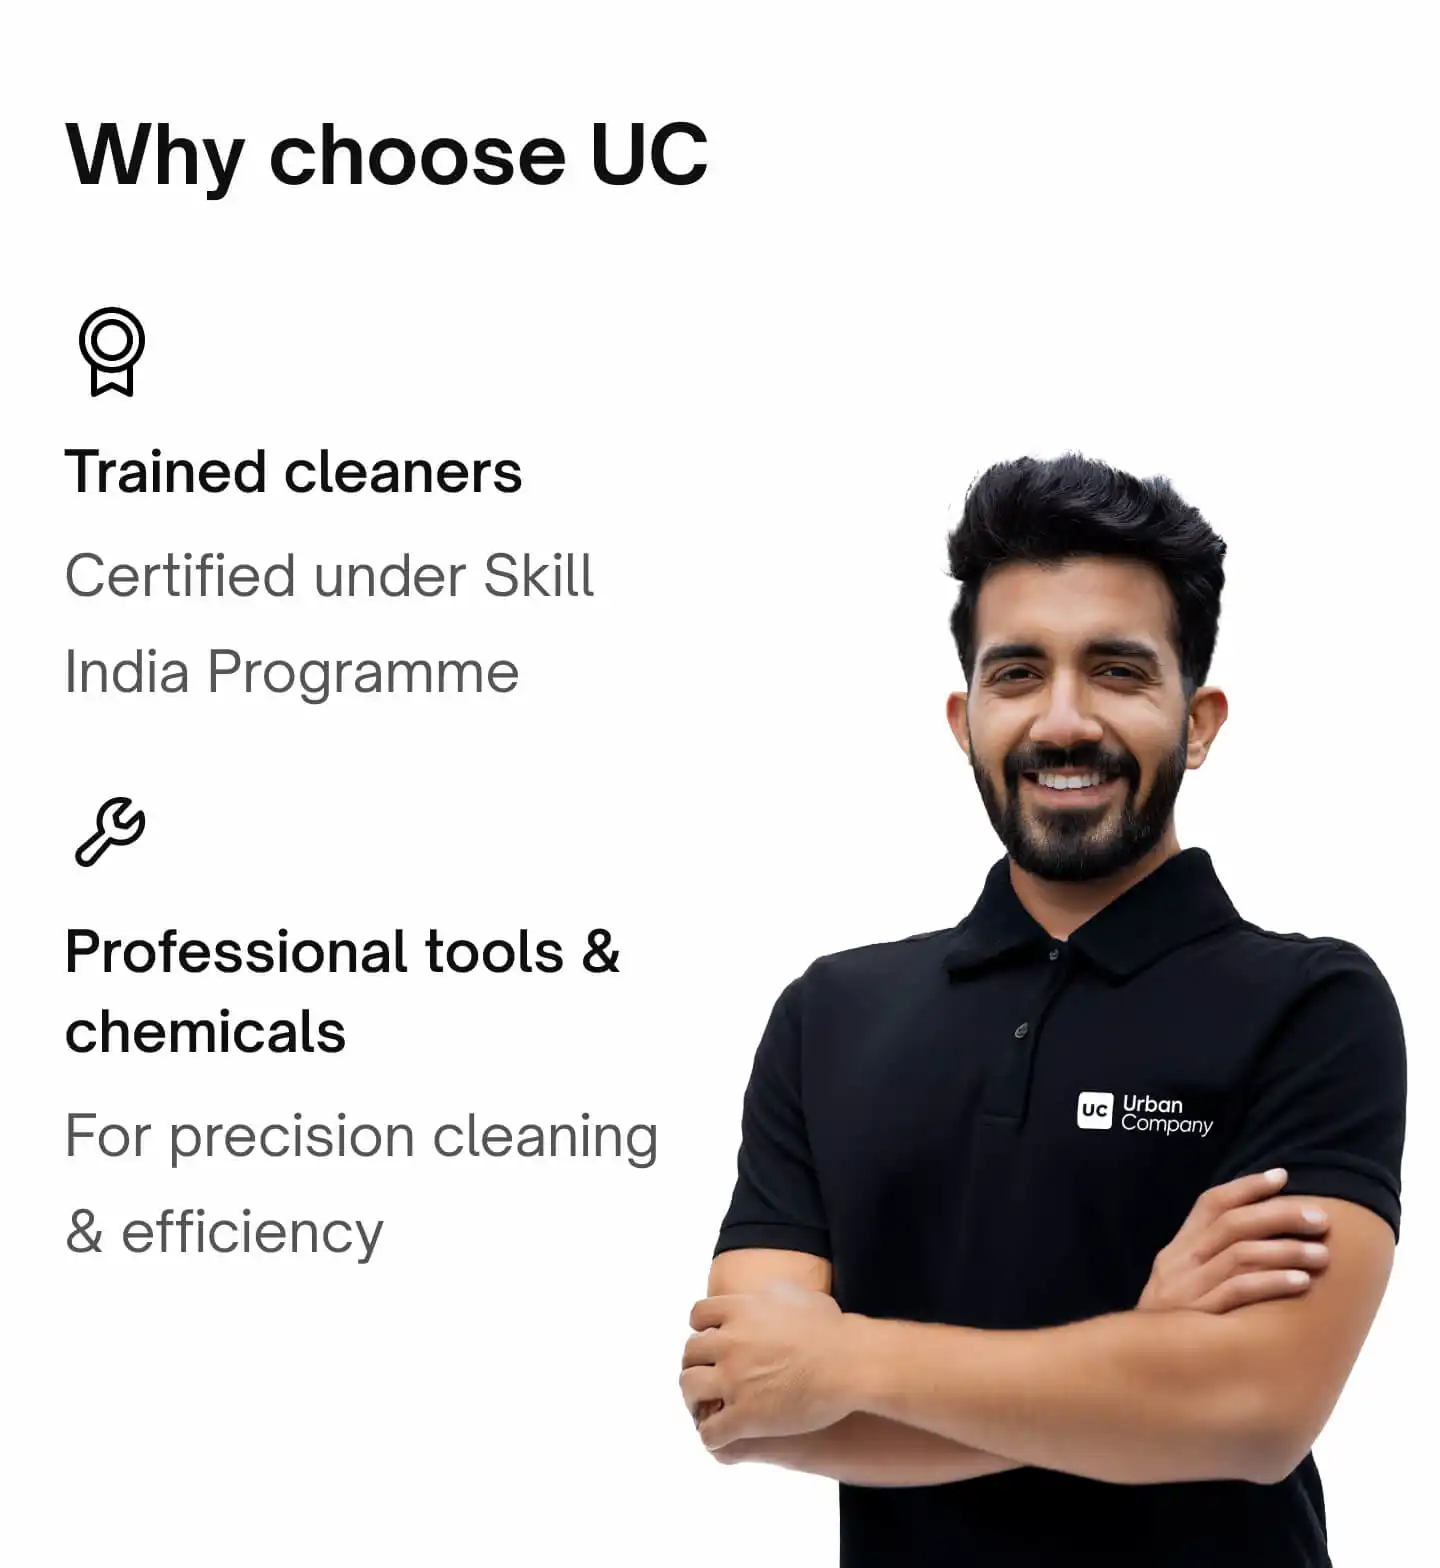 Why choose UC
Trained cleaners
Certified under Skill
India Programme
Professional tools &
chemicals
For precision cleaning
& efficiency
UC Urban
Company